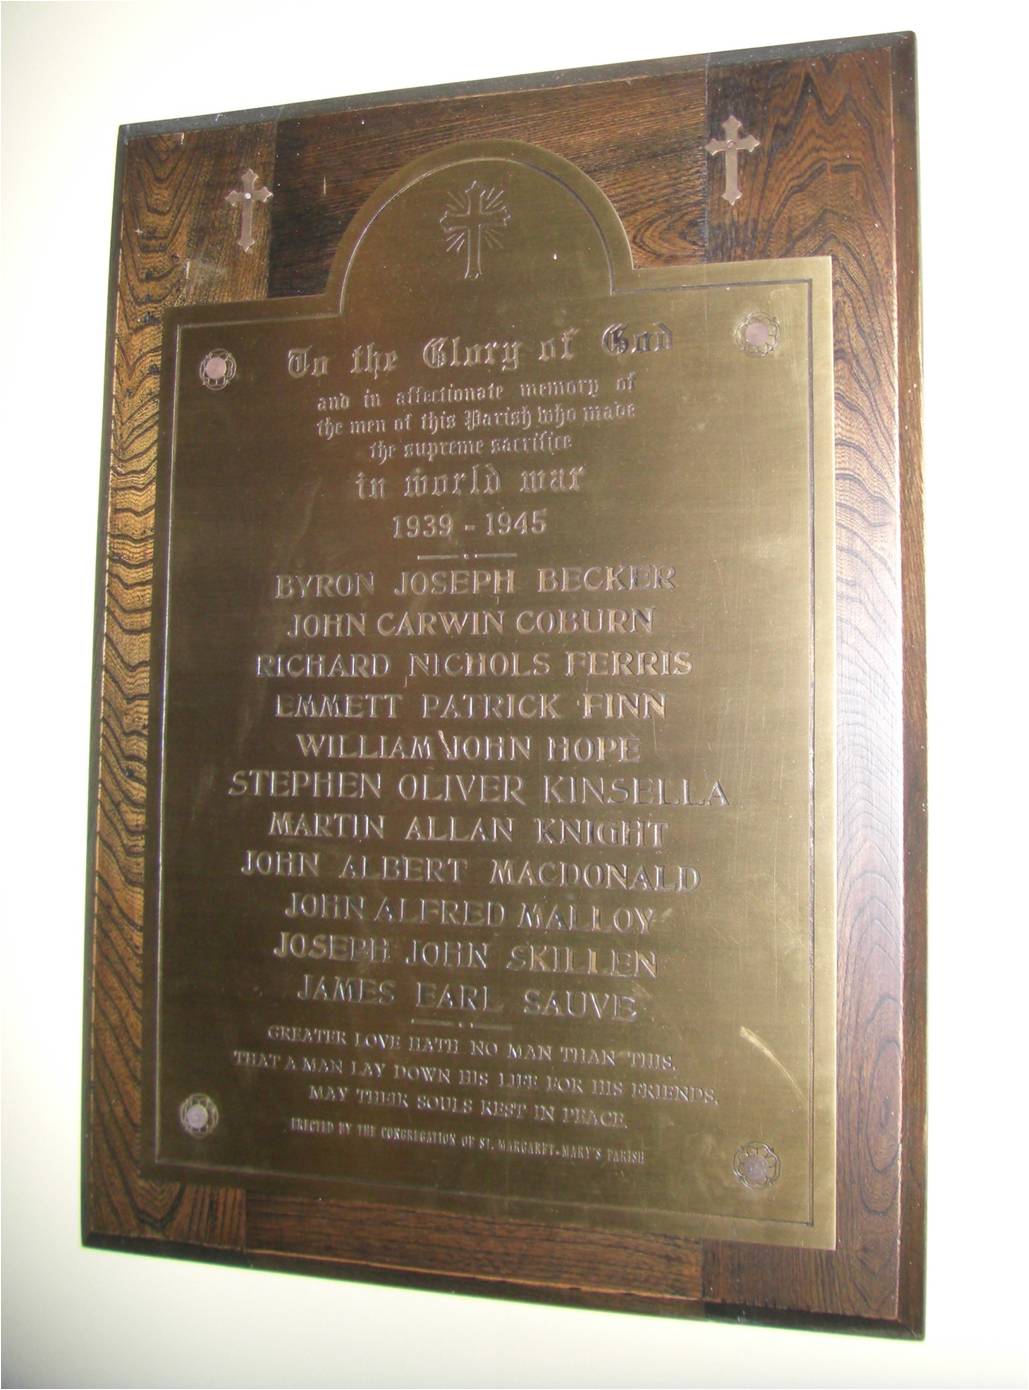 To the Glory of God
and in affectionate memory of
the men of this Parish who made
the supreme sacrifice
in world war
1939 - 1945
BYRON JOSEPH BECKER
JOHN CARWIN COBURN
RICHARD NICHOLS FERRIS
EMMETT PATRICK FINN
WILLIAM JOHN HOPE
STEPHEN OLIVER KINSELLA
MARTIN ALLAN KNIGHT
JOHN ALBERT MACDONALD
JOHN ALFRED MALLOY
JOSEPH JOHN SKILLEN
JAMES EARL SAUVE
GREATER LOVE HATH NO MAN THAN THIS,
THAT A MAN LAY DOWN HIS LIFE FOR HIS FRIENDS.
MAY THEIR SOULS REST IN PEACE.
ERECTED BY THE CONGREGATION OF ST. MARGARET-MARY'S PARISH